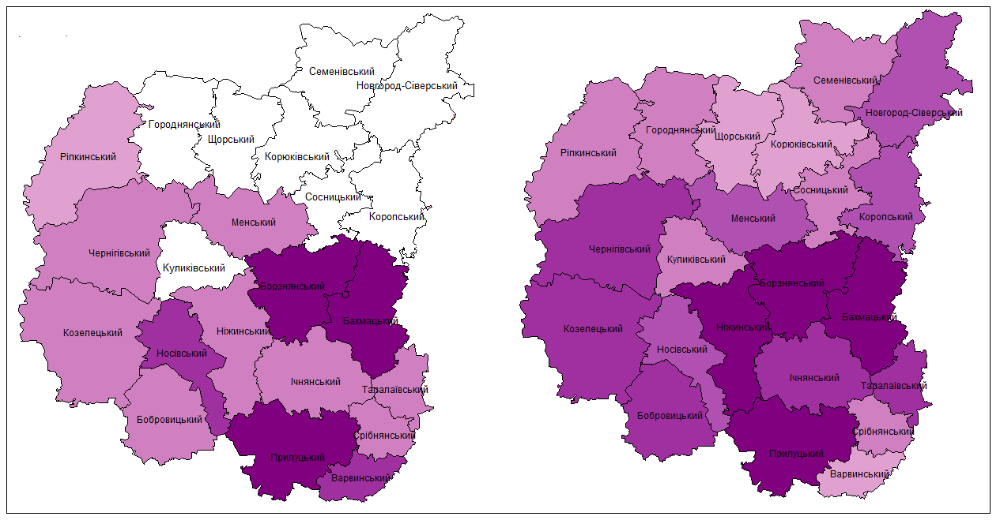 Семенівський
Новгород-Сіверський
Городнянський
Щорський
Корюківський
Ріпкинський
Сосницький
Коропський
Менський
Чернігівський
Куликівський
Борзнянський
Бахмацький
Козелецький
Ніжинський
Носівський
Ічнянський
Талалаївський
Бобровицький
Срібнянський
Прилуцький
Варвинський
Семенівський
Новгород-Сіверський
Городнянський
Щорський
Корюківський
Ріпкинський
Сосницький
Коропський
Менський
Чернігівський
Куликівський
Борзнянський
Бахмацький
Козелецький
Ніжинський
Носівський
Ічнянський
Талалаївський
Бобровицький
Срібнянський
Прилуцький
Варвинський